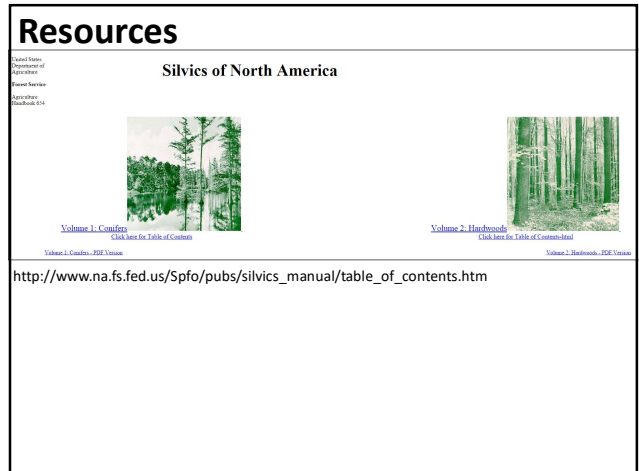 Resources
United States
Department of
Agriculture
Silvics of North America
Forest Service
Agriculture
Handbook 654
Volume 1: Conifers
Click here for Table of Contents
Volume 2: Hardwoods
Click here for Table of Contents-html
Volume 1: Conifers - PDF Version
Volume 2: Hardwoods - PDF Version
http://www.na.fs.fed.us/Spfo/pubs/silvics_manual/table_of_contents.htm